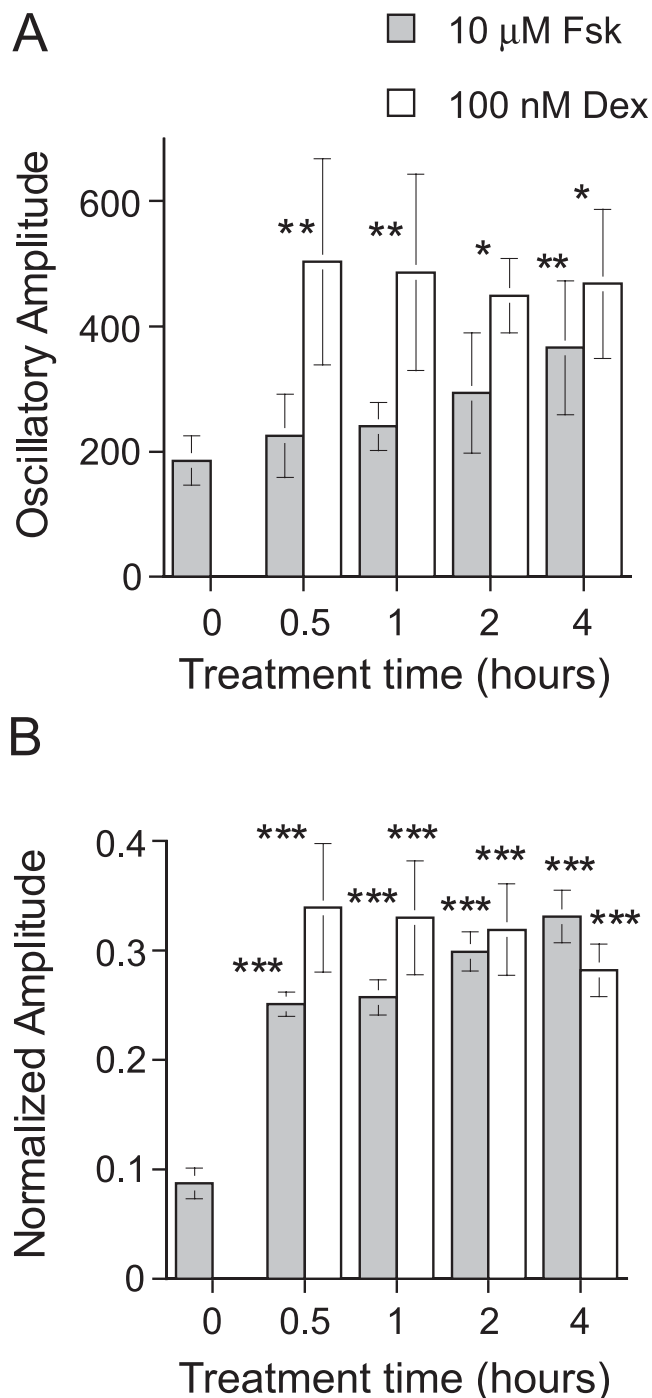 A
10 μM Fsk
100 nM Dex
Oscillatory Amplitude
600
400
200
0
**
**
*
**
*
0 0.5 1 2 4
Treatment time (hours)
B
Normalized Amplitude
0.4
0.3
0.2
0.1
0
***
***
***
***
***
***
***
***
0 0.5 1 2 4
Treatment time (hours)